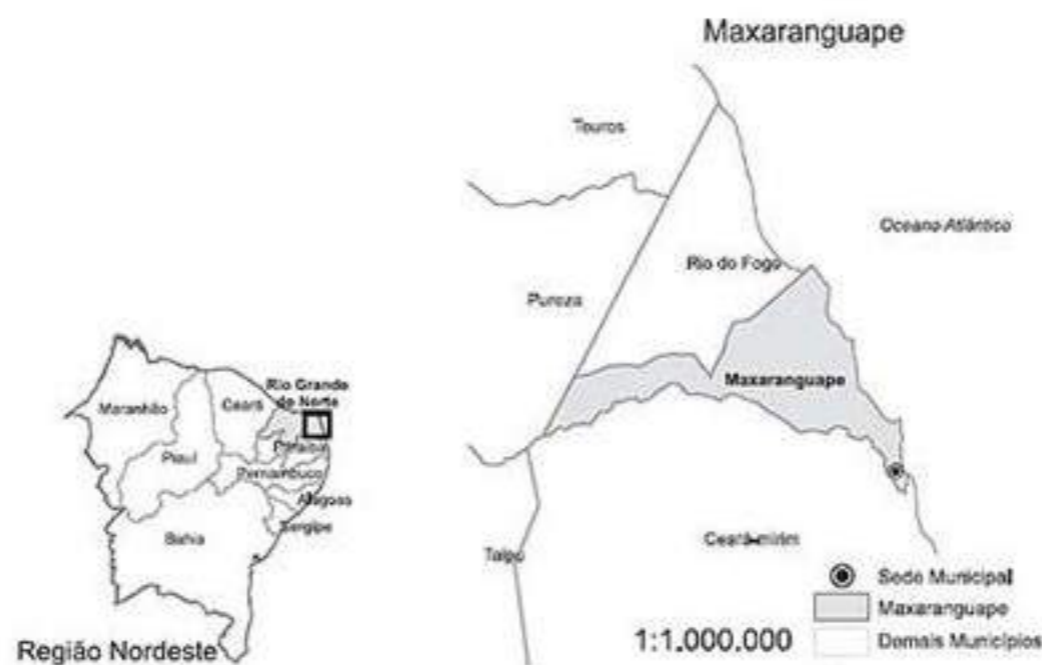 Maxaranguape
Touros
Oceano Atlântico
Rio do Fogo
Pureza
Maxaranguape
Rio Grande
do Norte
Maranhão
Ceará
Paraíba
Piauí
Pernambuco
Alagoas
Sergipe
Bahia
Taipu
Ceará-mirim
Sede Municipal
Maxaranguape
Demais Municípios
1:1.000.000
Região Nordeste